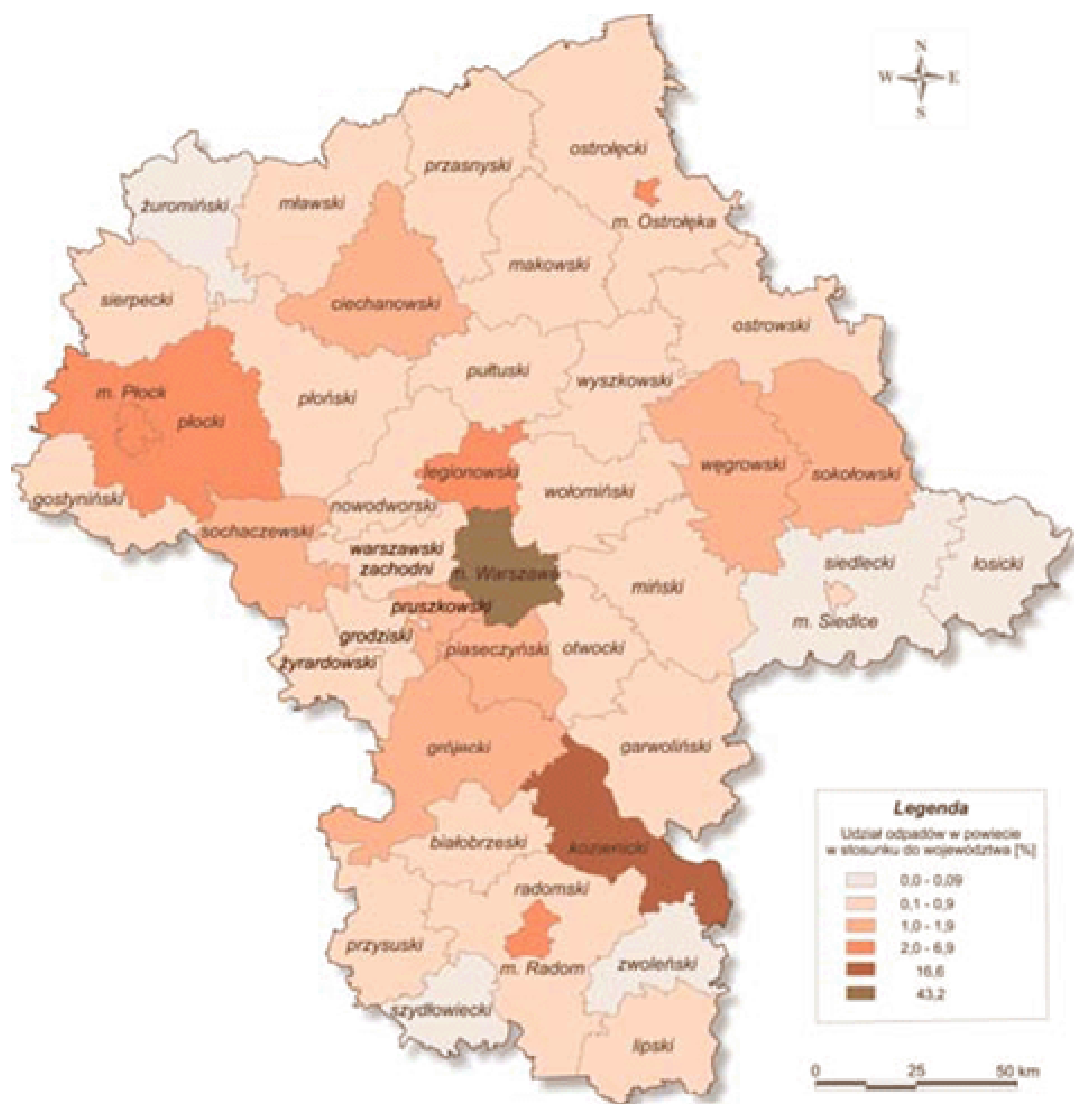 N
W E
S
ostrołęcki
przasnyski
żuromiński
mławski
m. Ostrołęka
makowski
sierpecki
ciechanowski
ostrowski
pułtuski
wyszkowski
m. Płock
płoński
płocki
węgrowski
legionowski
sokołowski
wołomiński
gostyniński
nowodworski
sochaczewski
warszawski
zachodni
siedlecki
łosicki
m. Warszawa
miński
pruszkowski
m. Siedlce
grodziski
piaseczyński
otwocki
żyrardowski
grójecki
garwoliński
białobrzeski
kozienicki
radomski
przysuski
m. Radom
zwoleński
szydłowiecki
lipski
Legenda
Udział odpadów w powiecie
w stosunku do województwa [%]
0,0 - 0,09
0,1 - 0,9
1,0 - 1,9
2,0 - 6,9
16,6
43,2
0 25 50 km